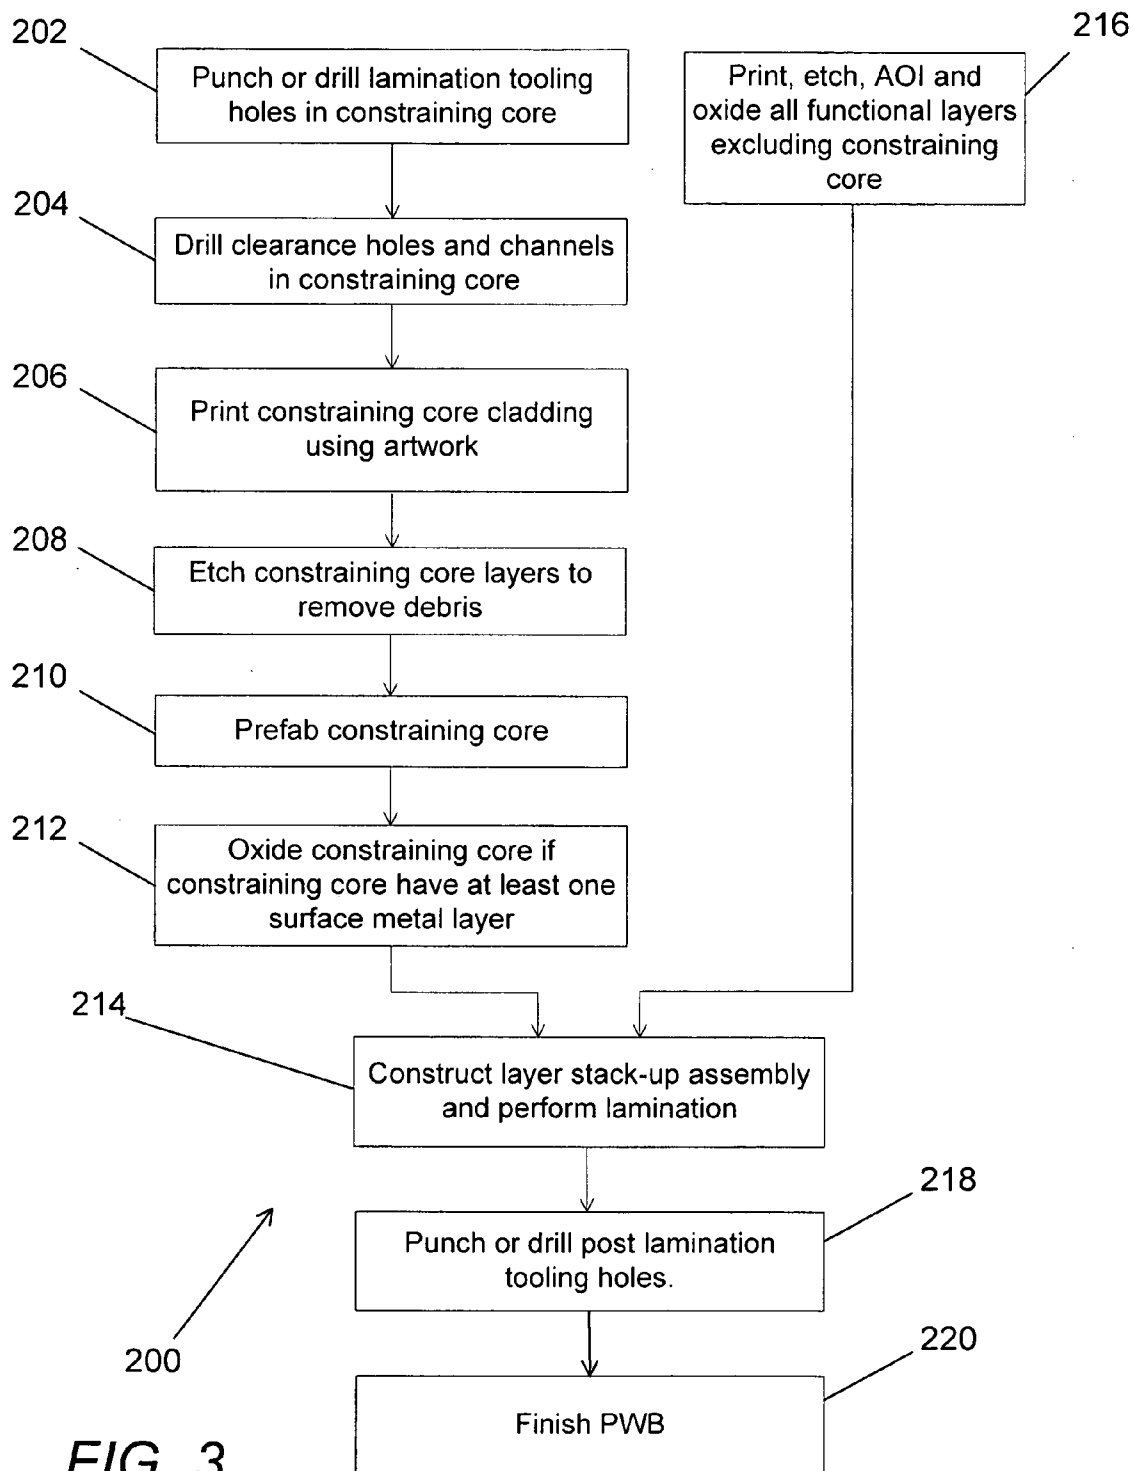 202
Punch or drill lamination tooling
holes in constraining core
216
Print, etch, AOI and
oxide all functional layers
excluding constraining
core
204
Drill clearance holes and channels
in constraining core
206
Print constraining core cladding
using artwork
208
Etch constraining core layers to
remove debris
210
Prefab constraining core
212
Oxide constraining core if
constraining core have at least one
surface metal layer
214
Construct layer stack-up assembly
and perform lamination
218
Punch or drill post lamination
tooling holes.
200
220
Finish PWB
FIG. 3